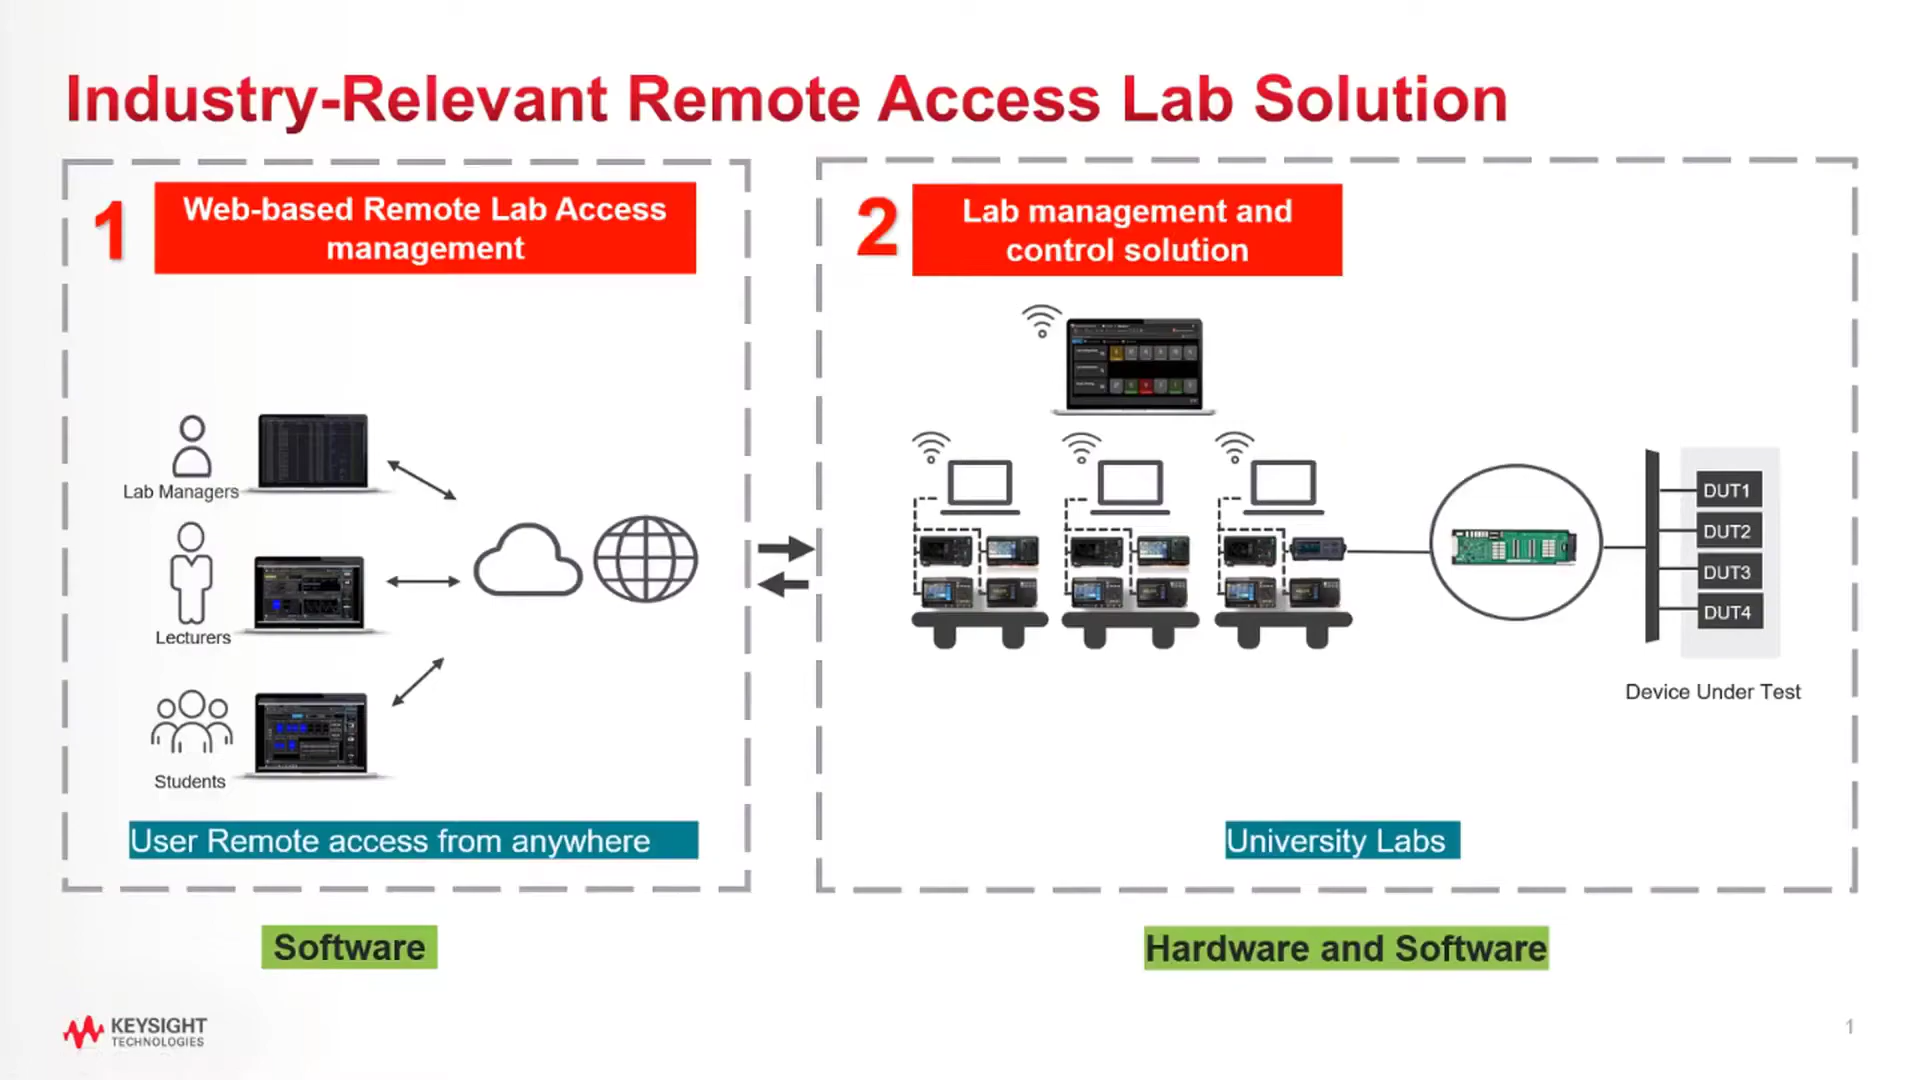 Industry-Relevant Remote Access Lab Solution
1
Web-based Remote Lab Access
management
Lab Managers
Lecturers
Students
User Remote access from anywhere
Software
2
Lab management and
control solution
DUT1
DUT2
DUT3
DUT4
Device Under Test
University Labs
Hardware and Software
KEYSIGHT
TECHNOLOGIES
1